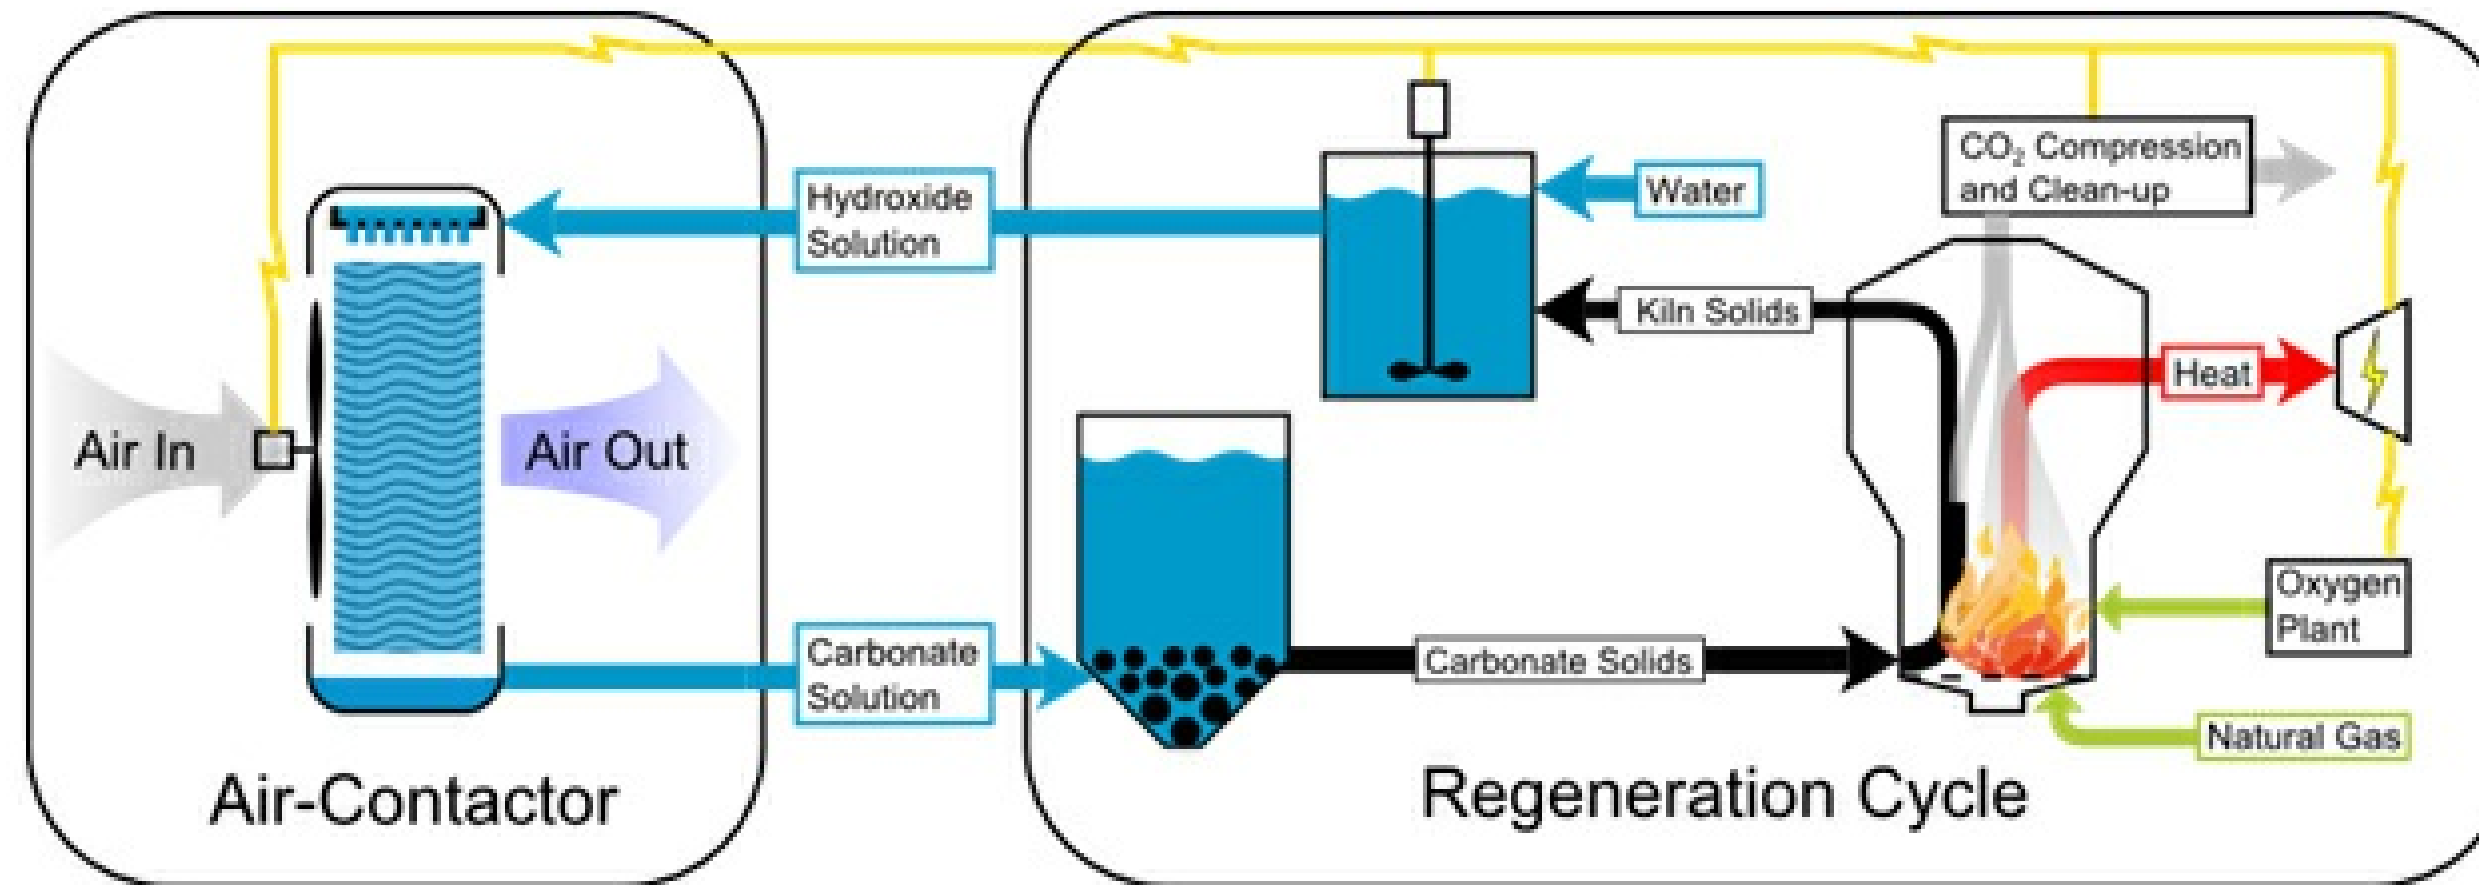 CO₂ Compression
and Clean-up
Hydroxide
Solution
Water
Kiln Solids
Heat
Air In
Air Out
Oxygen
Plant
Carbonate
Solution
Carbonate Solids
Natural Gas
Air-Contactor
Regeneration Cycle